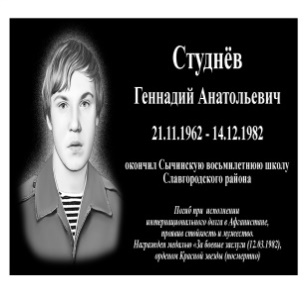 Студнёв
Геннадий Анатольевич
21.11.1962 - 14.12.1982
окончил Сычинскую восьмилетнюю школу
Славгородского района
Погиб при исполнении
интернационального долга в Афганистане,
проявив стойкость и мужество.
Награжден медалью «За боевые заслуги (12.03.1982),
орденом Красной звезды (посмертно)